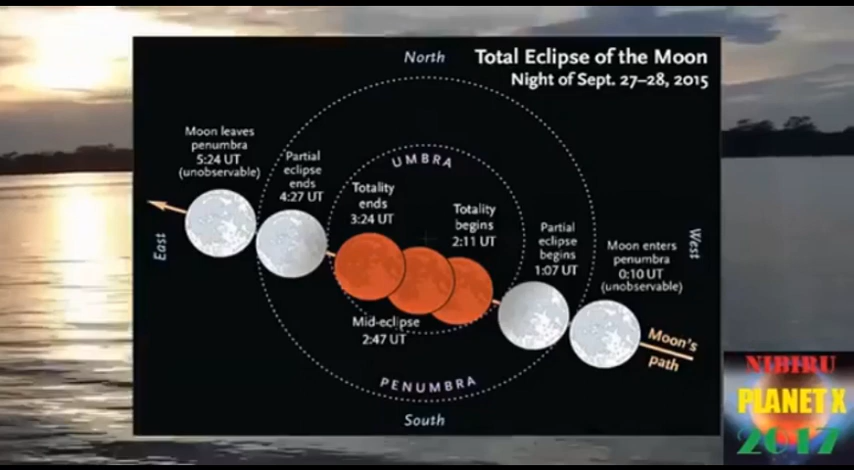 Total Eclipse of the Moon
Night of Sept. 27–28, 2015
North
Moon leaves
penumbra
5:24 UT
(unobservable)
Partial
eclipse
ends
4:27 UT
UMBRA
Totality
ends
3:24 UT
Totality
begins
2:11 UT
Partial
eclipse
begins
1:07 UT
Moon enters
penumbra
0:10 UT
(unobservable)
East
West
Mid-eclipse
2:47 UT
Moon's
path
PENUMBRA
South
NIBIRU
PLANET X
2017